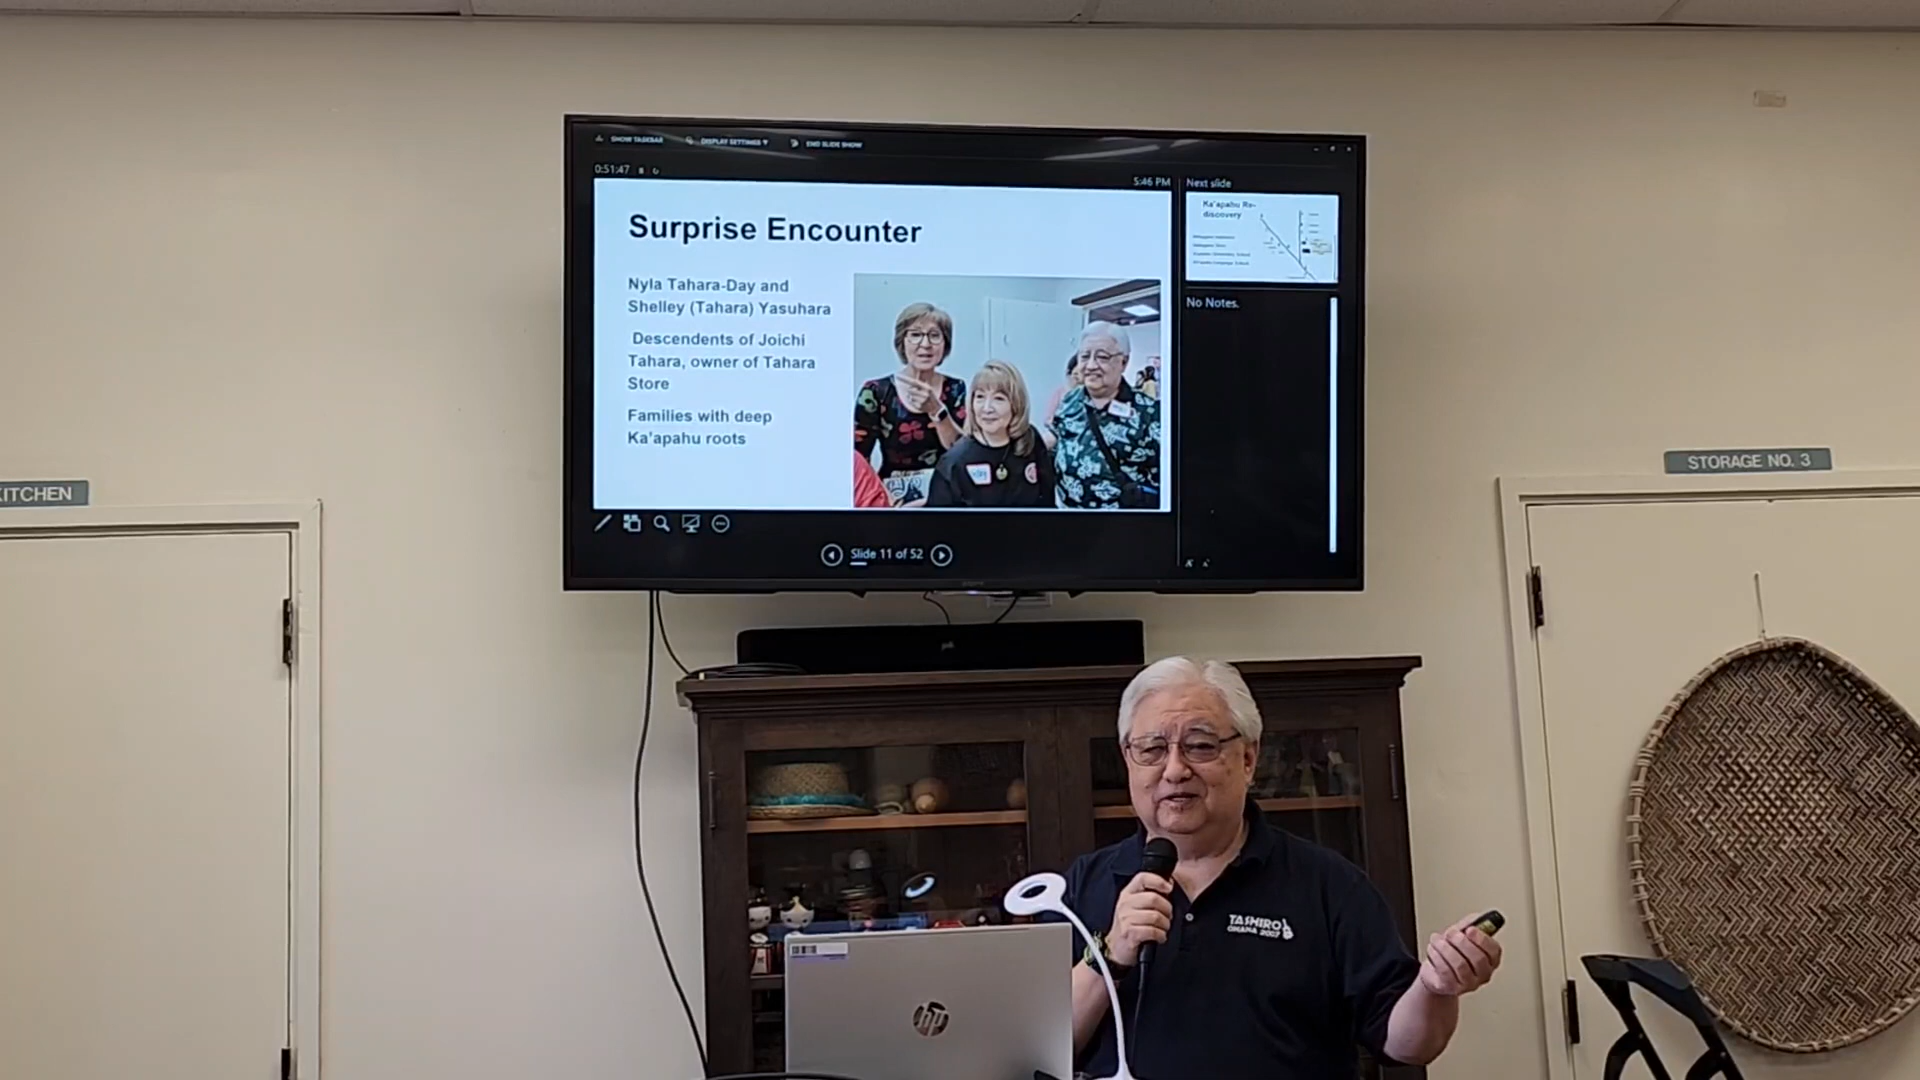 SHOW TASKBAR
DISPLAY SETTINGS
END SLIDE SHOW
0:51:47
5:46 PM
Next slide
Surprise Encounter
Nyla Tahara-Day and
Shelley (Tahara) Yasuhara
Descendents of Joichi
Tahara, owner of Tahara
Store
Families with deep
Ka'apahu roots
Ka'apahu Re-
discovery
No Notes.
Slide 11 of 52
KITCHEN
STORAGE NO. 3
TASHIRO
OHANA 2007
hp